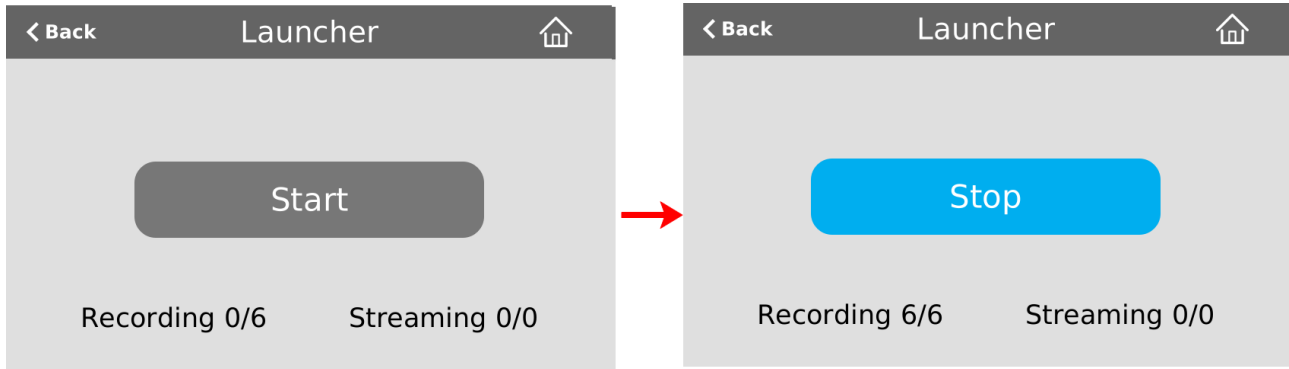 Back Launcher
Start
Recording 0/6 Streaming 0/0
Back Launcher
Stop
Recording 6/6 Streaming 0/0